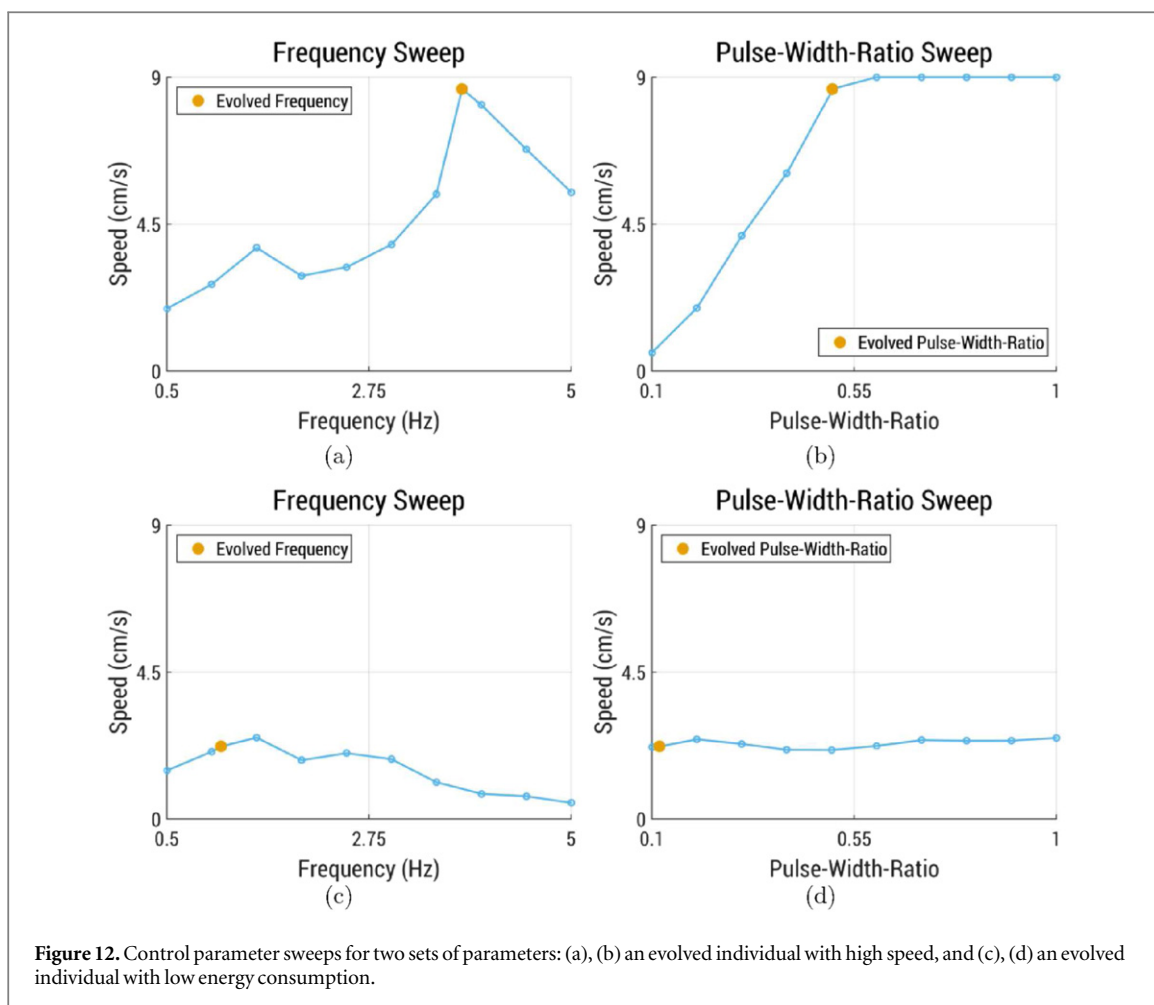 Frequency Sweep
9
Evolved Frequency
Speed (cm/s)
4.5
0
0.5
2.75
5
Frequency (Hz)
(a)
Pulse-Width-Ratio Sweep
9
Speed (cm/s)
4.5
Evolved Pulse-Width-Ratio
0
0.1
0.55
1
Pulse-Width-Ratio
(b)
Frequency Sweep
9
Evolved Frequency
Speed (cm/s)
4.5
0
0.5
2.75
5
Frequency (Hz)
(c)
Pulse-Width-Ratio Sweep
9
Evolved Pulse-Width-Ratio
Speed (cm/s)
4.5
0
0.1
0.55
1
Pulse-Width-Ratio
(d)
Figure 12. Control parameter sweeps for two sets of parameters: (a), (b) an evolved individual with high speed, and (c), (d) an evolved
individual with low energy consumption.